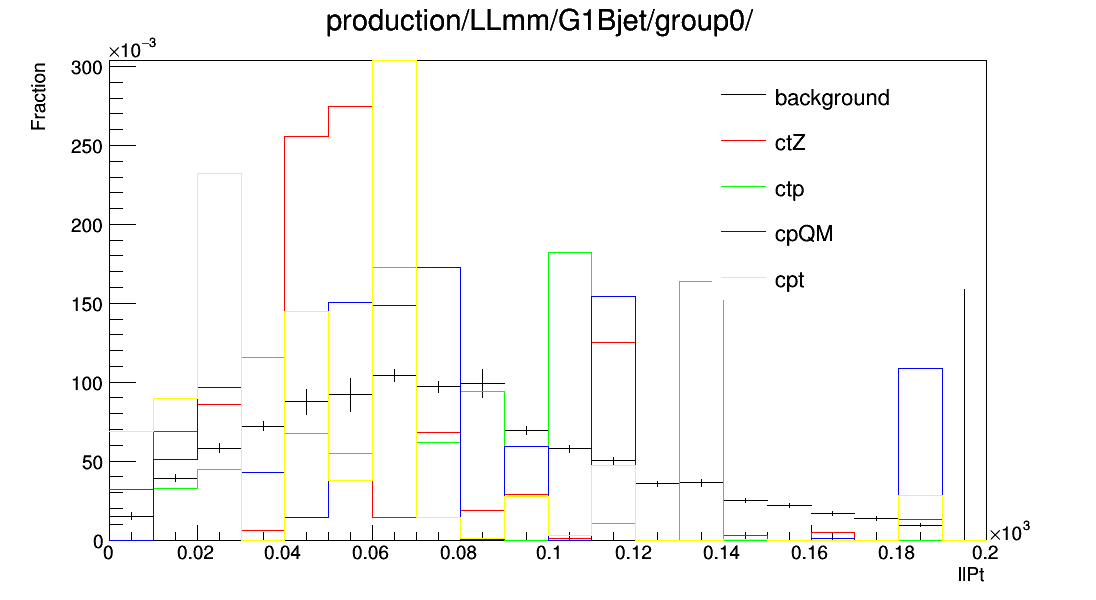 production/LLmm/G1Bjet/group0/
×10⁻³
Fraction
300
250
200
150
100
50
0
background
ctZ
ctp
cpQM
cpt
0 0.02 0.04 0.06 0.08 0.1 0.12 0.14 0.16 0.18 0.2
×10³
llPt